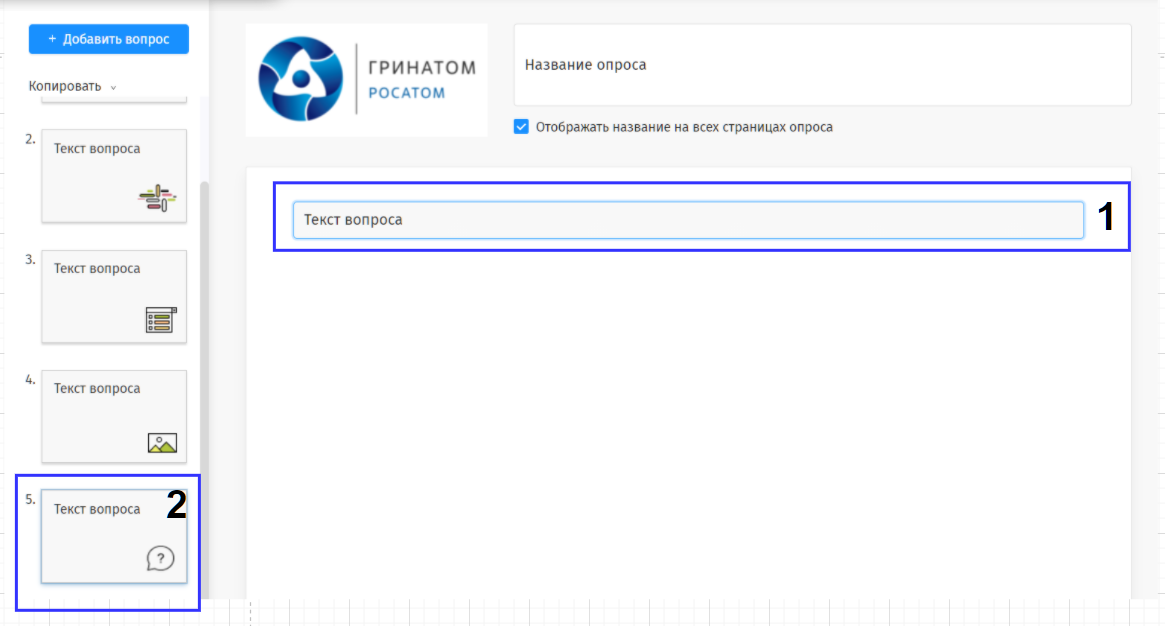 + Добавить вопрос
Копировать
2.
Текст вопроса
3.
Текст вопроса
4.
Текст вопроса
5.
Текст вопроса
2
?
ГРИНАТОМ
РОСАТОМ
Название опроса
Отображать название на всех страницах опроса
Текст вопроса
1